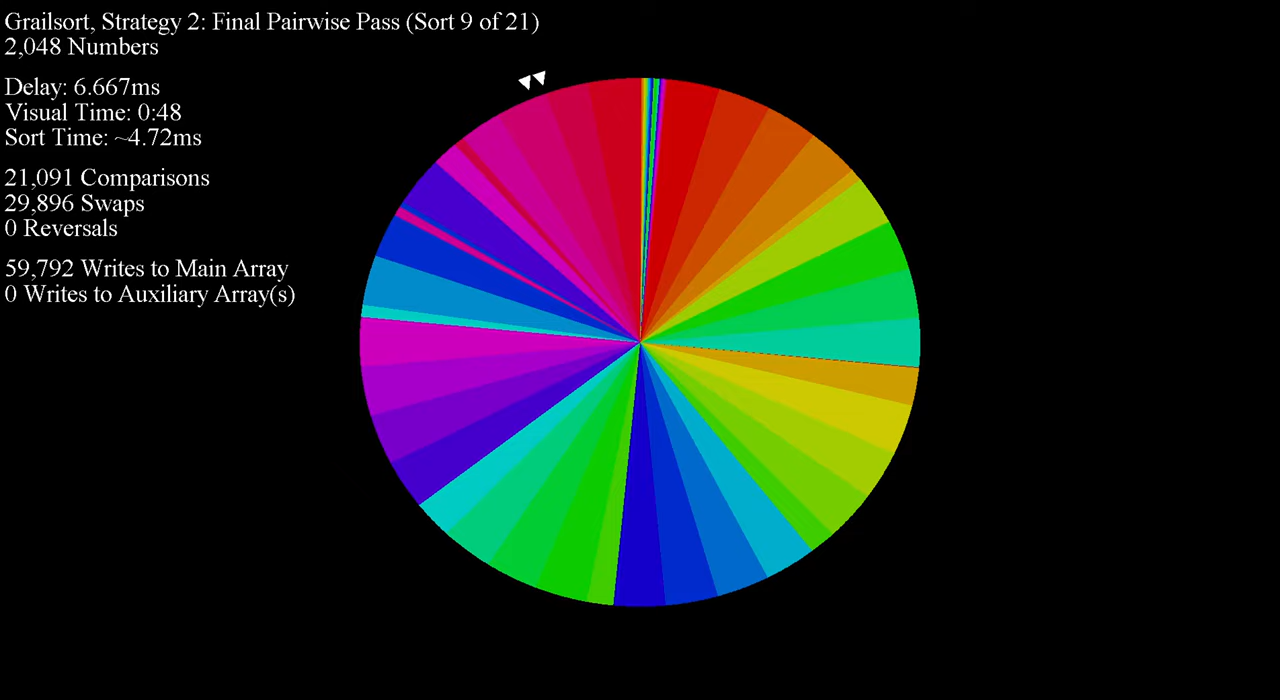 Grailsort, Strategy 2: Final Pairwise Pass (Sort 9 of 21)
2,048 Numbers
Delay: 6.667ms
Visual Time: 0:48
Sort Time: ~4.72ms
21,091 Comparisons
29,896 Swaps
0 Reversals
59,792 Writes to Main Array
0 Writes to Auxiliary Array(s)